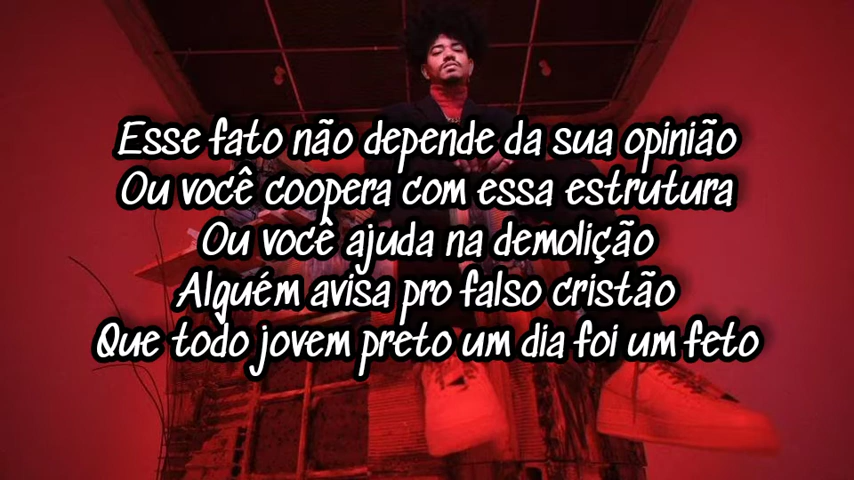 Esse fato não depende da sua opinião
Ou você coopera com essa estrutura
Ou você ajuda na demolição
Alguém avisa pro falso cristão
Que todo jovem preto um dia foi um feto